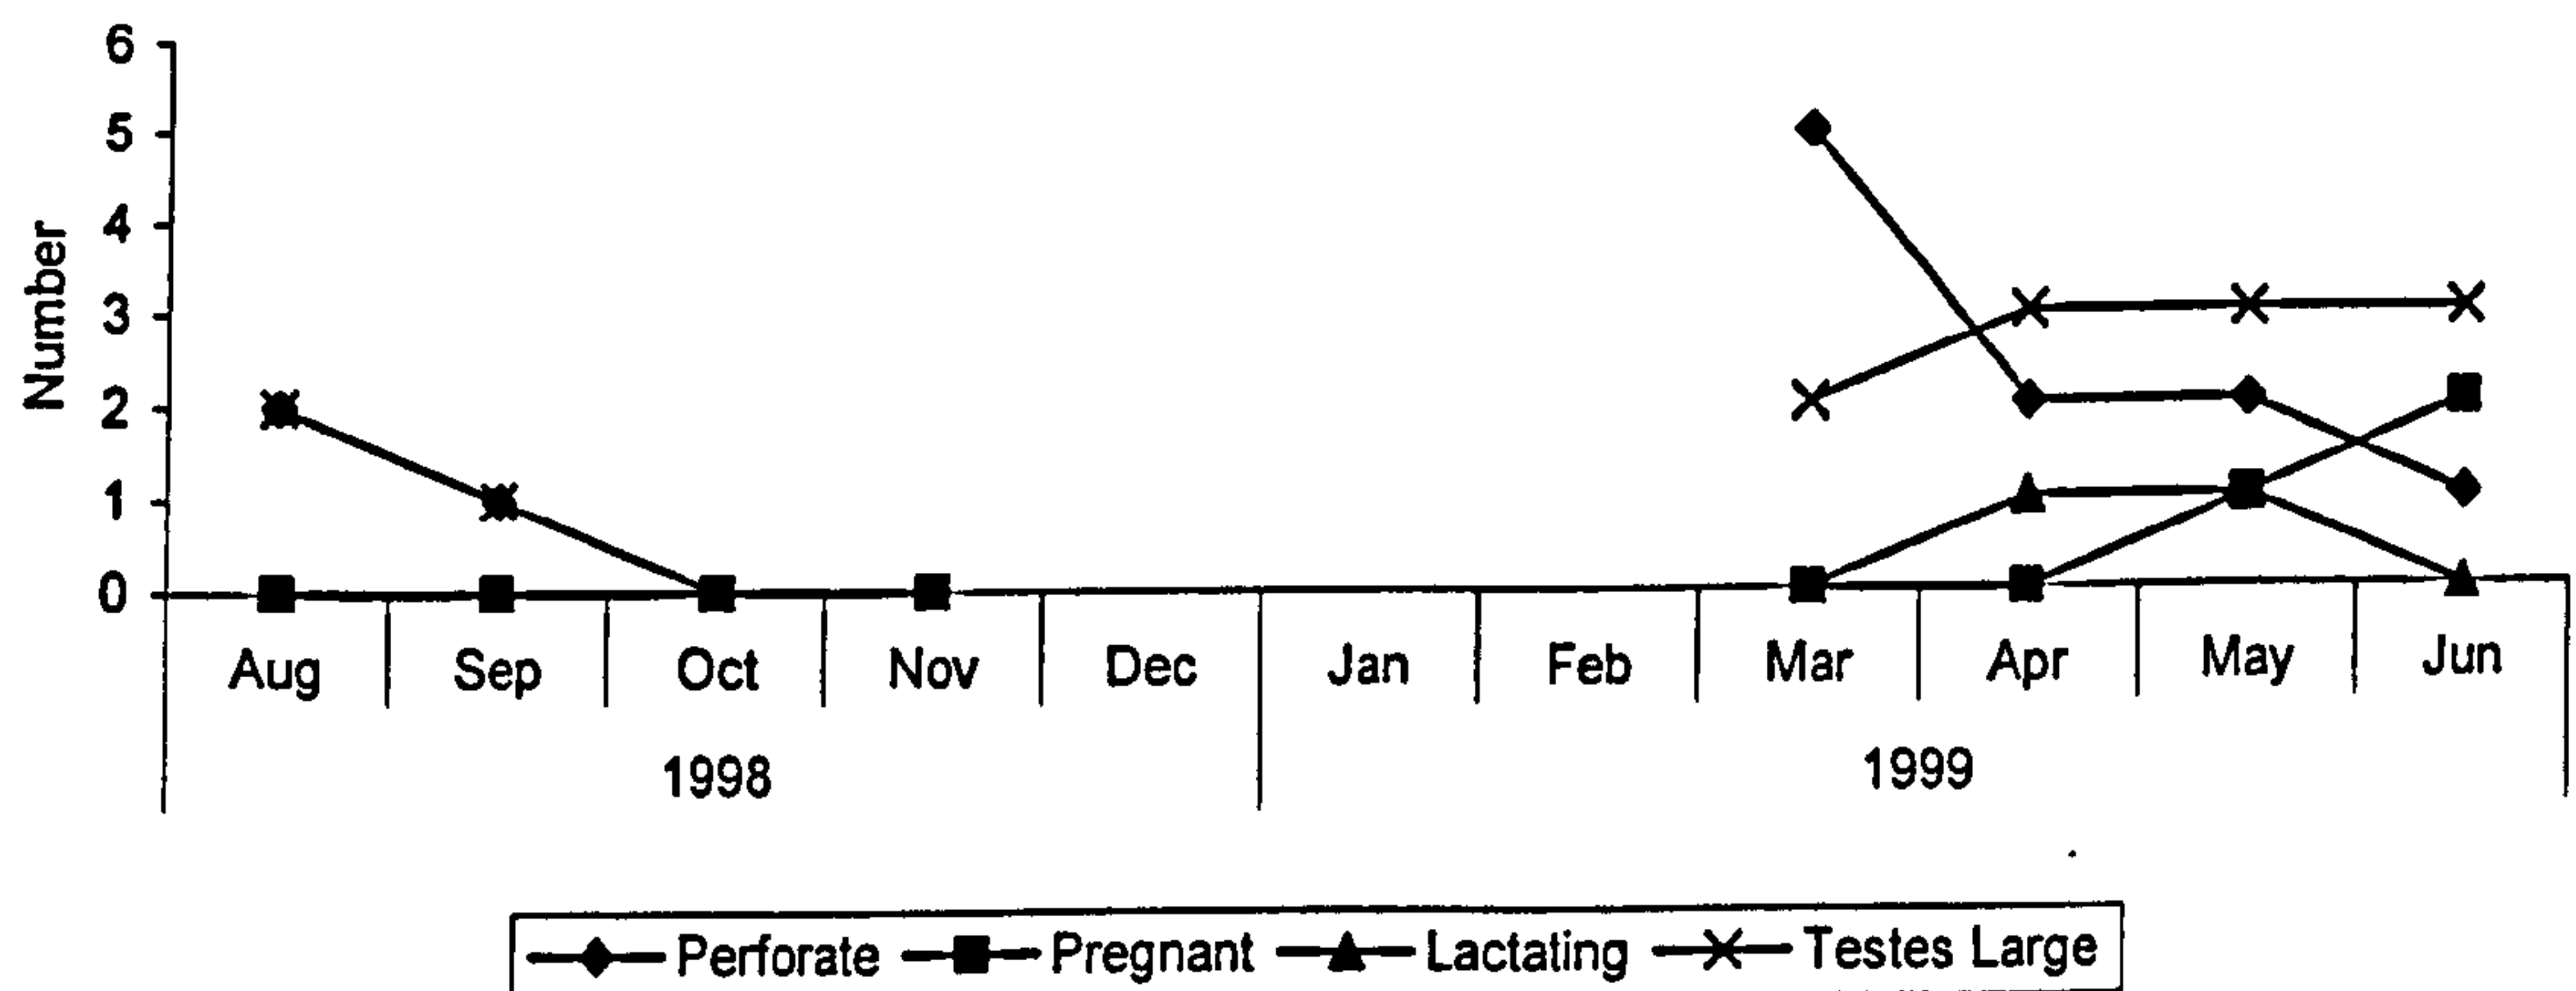 6
5
4
3
2
1
0
Number
Aug Sep Oct Nov Dec Jan Feb Mar Apr May Jun
1998 1999
Perforate Pregnant Lactating Testes Large